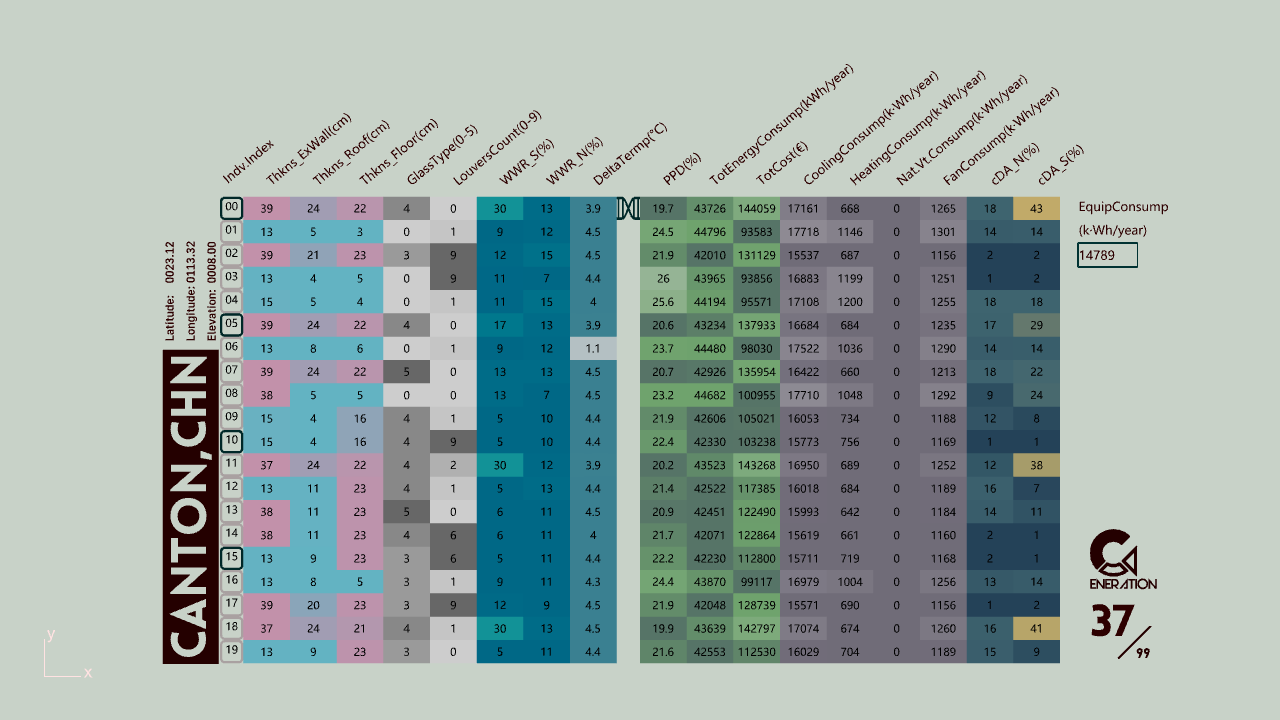 Indv.Index Thkns_ExWall(cm) Thkns_Roof(cm) Thkns_Floor(cm) GlassType(0-5) LouversCount(0-9) WWR_S(%) WWR_N(%) DeltaTermp(°C) PPD(%) TotEnergyConsump(kWh/year) TotCost(€) CoolingConsump(k·Wh/year) HeatingConsump(k·Wh/year) Nat.Vt.Consump(k·Wh/year) FanConsump(k·Wh/year) cDA_N(%) cDA_S(%)
00 39 24 22 4 0 30 13 3.9 19.7 43726 144059 17161 668 0 1265 18 43
01 13 5 3 0 1 9 12 4.5 24.5 44796 93583 17718 1146 0 1301 14 14
02 39 21 23 3 9 12 15 4.5 21.9 42010 131129 15537 687 0 1156 2 2
03 13 4 5 0 9 11 7 4.4 26 43965 93856 16883 1199 0 1251 1 2
04 15 5 4 0 1 11 15 4 25.6 44194 95571 17108 1200 0 1255 18 18
05 39 24 22 4 0 17 13 3.9 20.6 43234 137933 16684 684 0 1235 17 29
06 13 8 6 0 1 9 12 1.1 23.7 44480 98030 17522 1036 0 1290 14 14
07 39 24 22 5 0 13 13 4.5 20.7 42926 135954 16422 660 0 1213 18 22
08 38 5 5 0 0 13 7 4.5 23.2 44682 100955 17710 1048 0 1292 9 24
09 15 4 16 4 1 5 10 4.4 21.9 42606 105021 16053 734 0 1188 12 8
10 15 4 16 4 9 5 10 4.4 22.4 42330 103238 15773 756 0 1169 1 1
11 37 24 22 4 2 30 12 3.9 20.2 43523 143268 16950 689 0 1252 12 38
12 13 11 23 4 1 5 13 4.4 21.4 42522 117385 16018 684 0 1189 16 7
13 38 11 23 5 0 6 11 4.5 20.9 42451 122490 15993 642 0 1184 14 11
14 38 11 23 4 6 6 11 4 21.7 42071 122864 15619 661 0 1160 2 1
15 13 9 23 3 6 5 11 4.4 22.2 42230 112800 15711 719 0 1168 2 1
16 13 8 5 3 1 9 11 4.3 24.4 43870 99117 16979 1004 0 1256 13 14
17 39 20 23 3 9 12 9 4.5 21.9 42048 128739 15571 690 0 1156 1 2
18 37 24 21 4 1 30 13 4.5 19.9 43639 142797 17074 674 0 1260 16 41
19 13 9 23 3 0 5 11 4.4 21.6 42553 112530 16029 704 0 1189 15 9
Latitude: 0023.12
Longitude: 0113.32
Elevation: 0008.00
CANTON,CHN
EquipConsump
(k·Wh/year)
14789
ENERATION
37/99
y
x